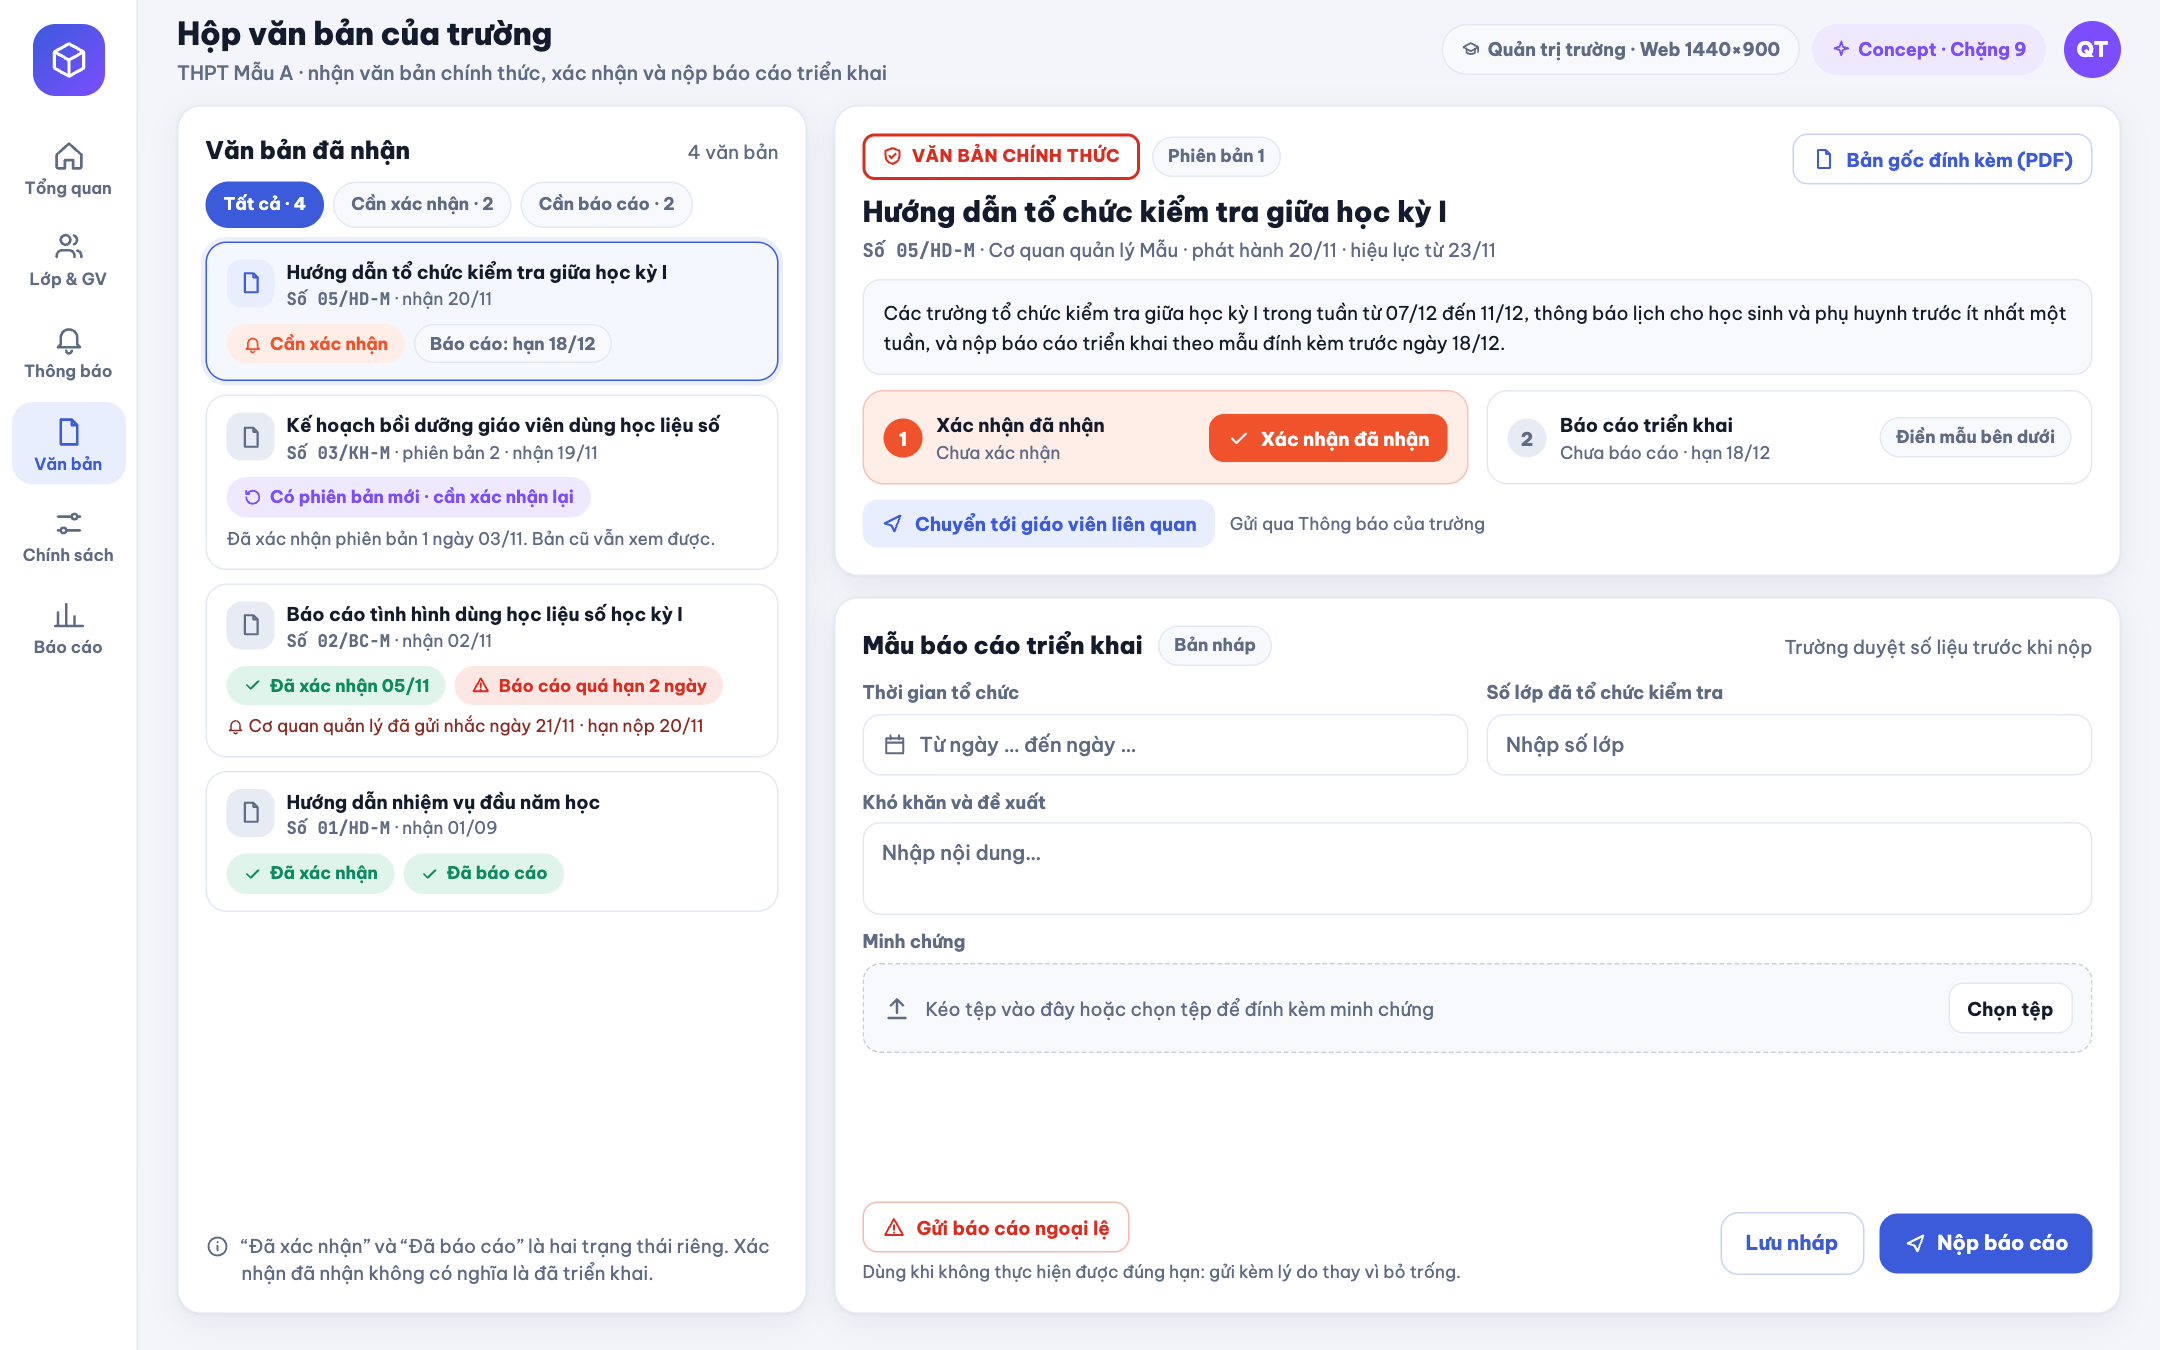 Hộp văn bản của trường
THPT Mẫu A · nhận văn bản chính thức, xác nhận và nộp báo cáo triển khai
Quản trị trường · Web 1440×900
Concept · Chặng 9
QT
Tổng quan
Lớp & GV
Thông báo
Văn bản
Chính sách
Báo cáo
Văn bản đã nhận
4 văn bản
Tất cả · 4
Cần xác nhận · 2
Cần báo cáo · 2
Hướng dẫn tổ chức kiểm tra giữa học kỳ I
Số 05/HD-M · nhận 20/11
Cần xác nhận
Báo cáo: hạn 18/12
Kế hoạch bồi dưỡng giáo viên dùng học liệu số
Số 03/KH-M · phiên bản 2 · nhận 19/11
Có phiên bản mới · cần xác nhận lại
Đã xác nhận phiên bản 1 ngày 03/11. Bản cũ vẫn xem được.
Báo cáo tình hình dùng học liệu số học kỳ I
Số 02/BC-M · nhận 02/11
Đã xác nhận 05/11
Báo cáo quá hạn 2 ngày
Cơ quan quản lý đã gửi nhắc ngày 21/11 · hạn nộp 20/11
Hướng dẫn nhiệm vụ đầu năm học
Số 01/HD-M · nhận 01/09
Đã xác nhận
Đã báo cáo
“Đã xác nhận” và “Đã báo cáo” là hai trạng thái riêng. Xác
nhận đã nhận không có nghĩa là đã triển khai.
VĂN BẢN CHÍNH THỨC
Phiên bản 1
Bản gốc đính kèm (PDF)
Hướng dẫn tổ chức kiểm tra giữa học kỳ I
Số 05/HD-M · Cơ quan quản lý Mẫu · phát hành 20/11 · hiệu lực từ 23/11
Các trường tổ chức kiểm tra giữa học kỳ I trong tuần từ 07/12 đến 11/12, thông báo lịch cho học sinh và phụ huynh trước ít nhất một
tuần, và nộp báo cáo triển khai theo mẫu đính kèm trước ngày 18/12.
1
Xác nhận đã nhận
Chưa xác nhận
Xác nhận đã nhận
2
Báo cáo triển khai
Chưa báo cáo · hạn 18/12
Điền mẫu bên dưới
Chuyển tới giáo viên liên quan
Gửi qua Thông báo của trường
Mẫu báo cáo triển khai
Bản nháp
Trường duyệt số liệu trước khi nộp
Thời gian tổ chức
Số lớp đã tổ chức kiểm tra
Từ ngày ... đến ngày ...
Nhập số lớp
Khó khăn và đề xuất
Nhập nội dung...
Minh chứng
Kéo tệp vào đây hoặc chọn tệp để đính kèm minh chứng
Chọn tệp
Gửi báo cáo ngoại lệ
Dùng khi không thực hiện được đúng hạn: gửi kèm lý do thay vì bỏ trống.
Lưu nháp
Nộp báo cáo